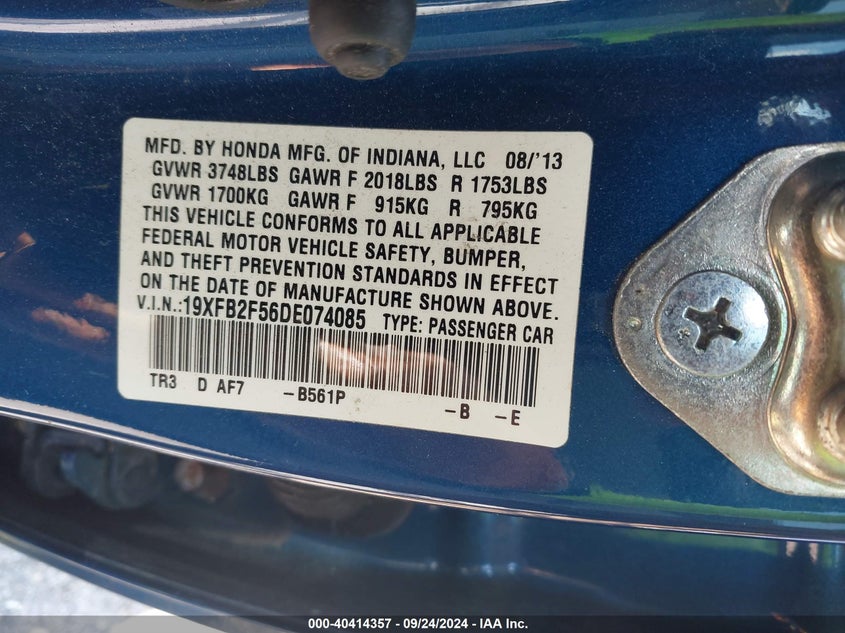 MFD. BY HONDA MFG. OF INDIANA, LLC 08/'13
GVWR 3748LBS GAWR F 2018LBS R 1753LBS
GVWR 1700KG GAWR F 915KG R 795KG
THIS VEHICLE CONFORMS TO ALL APPLICABLE
FEDERAL MOTOR VEHICLE SAFETY, BUMPER,
AND THEFT PREVENTION STANDARDS IN EFFECT
ON THE DATE OF MANUFACTURE SHOWN ABOVE.
V.I.N.:19XFB2F56DE074085 TYPE: PASSENGER CAR
TR3 D AF7 -B561P -B -E
000-40414357 - 09/24/2024 - IAA Inc.